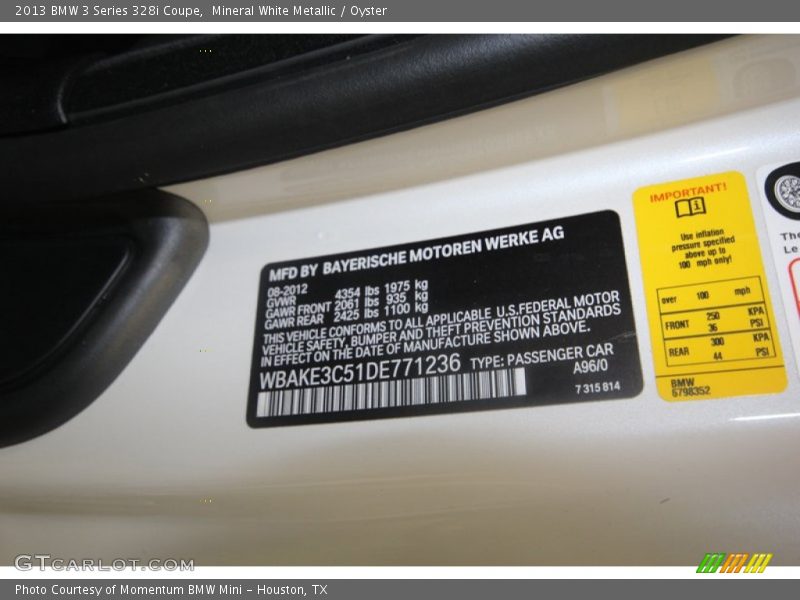 2013 BMW 3 Series 328i Coupe,  Mineral White Metallic / Oyster
MFD BY BAYERISCHE MOTOREN WERKE AG
08-2012
GVWR 4354 lbs 1975 kg
GAWR FRONT 2061 lbs 935 kg
GAWR REAR 2425 lbs 1100 kg
THIS VEHICLE CONFORMS TO ALL APPLICABLE U.S.FEDERAL MOTOR
VEHICLE SAFETY, BUMPER AND THEFT PREVENTION STANDARDS
IN EFFECT ON THE DATE OF MANUFACTURE SHOWN ABOVE.
WBAKE3C51DE771236 TYPE: PASSENGER CAR
A96/0
7 315 814
IMPORTANT!
Use inflation
pressure specified
above up to
100 mph only!
over 100 mph
FRONT 250 KPA
36 PSI
REAR 300 KPA
44 PSI
BMW
6798352
The
Le
GTCARLOT.COM
Photo Courtesy of Momentum BMW Mini – Houston, TX